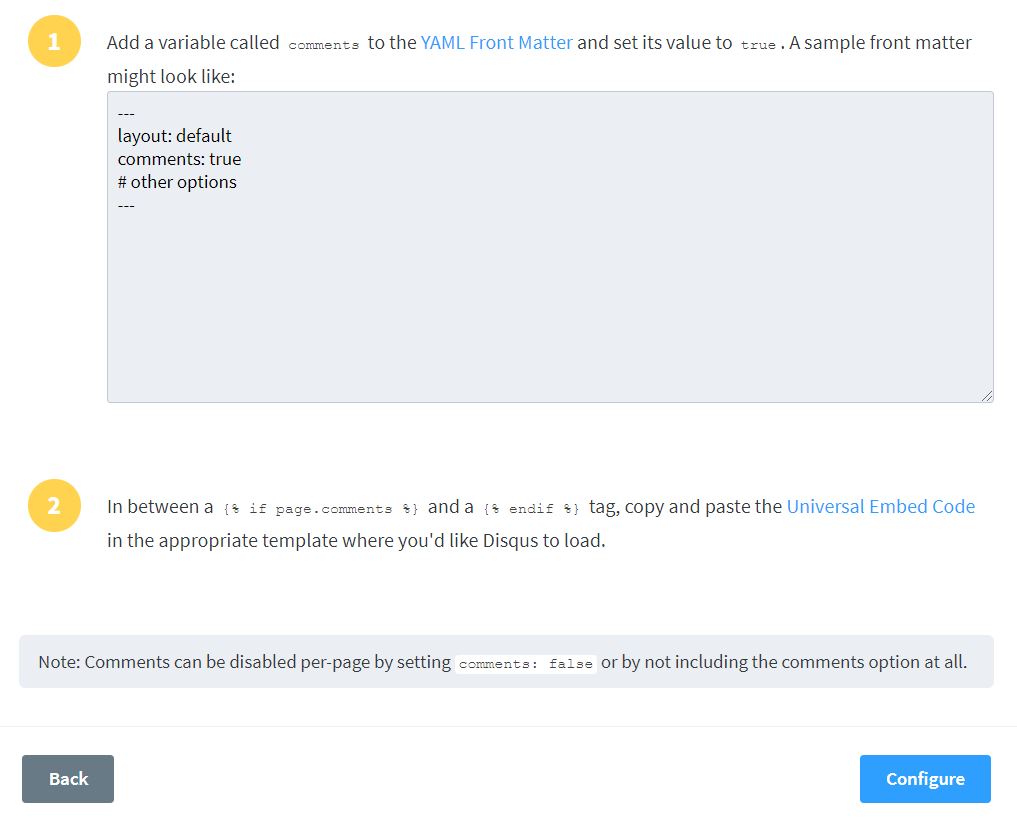 1
Add a variable called comments to the YAML Front Matter and set its value to true. A sample front matter
might look like:
---
layout: default
comments: true
# other options
---
2
In between a {% if page.comments %} and a {% endif %} tag, copy and paste the Universal Embed Code
in the appropriate template where you'd like Disqus to load.
Note: Comments can be disabled per-page by setting comments: false or by not including the comments option at all.
Back
Configure